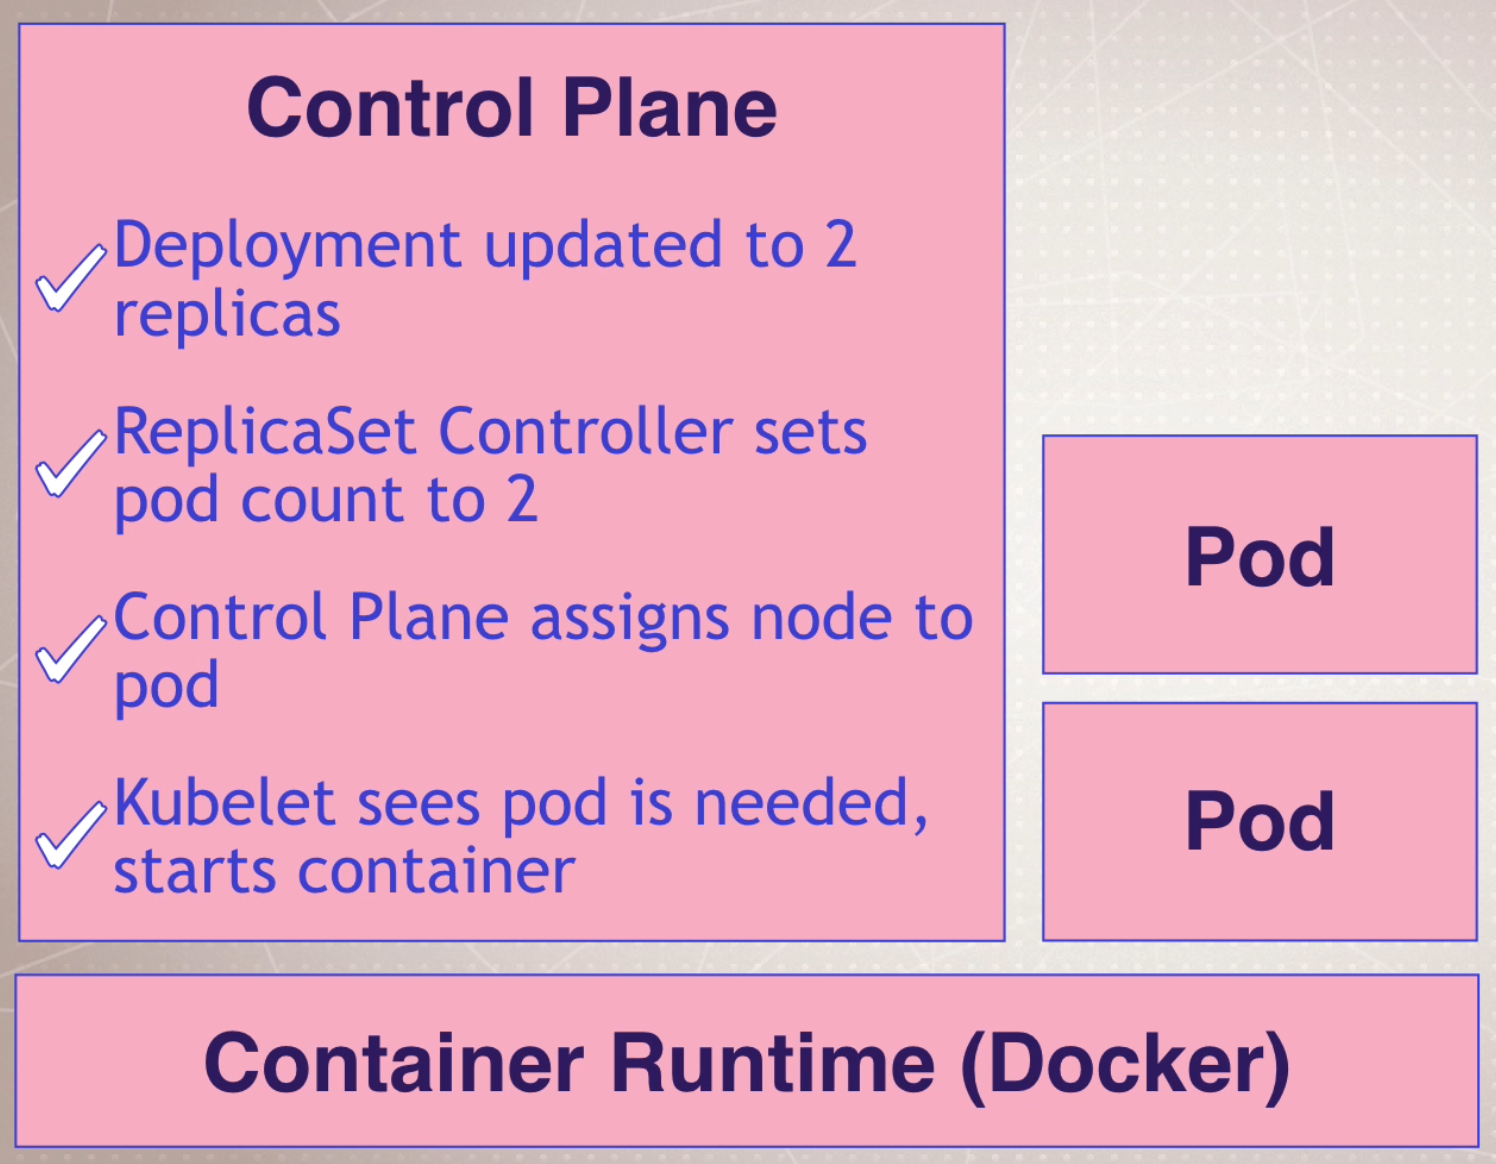 Control Plane
Deployment updated to 2
replicas
ReplicaSet Controller sets
pod count to 2
Control Plane assigns node to
pod
Kubelet sees pod is needed,
starts container
Pod
Pod
Container Runtime (Docker)